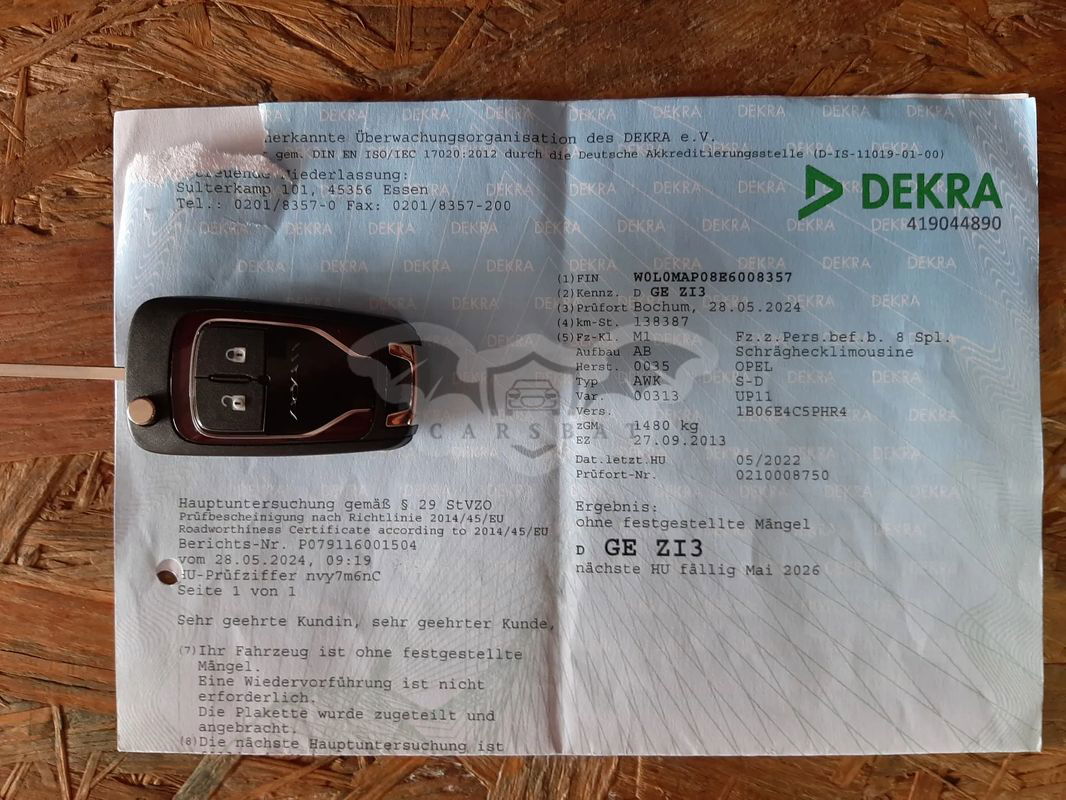 nerkannte Überwachungsorganisation des DEKRA e.V.
gem. DIN EN ISO/IEC 17020:2012 durch die Deutsche Akkreditierungsstelle (D-IS-11019-01-00)
Niederlassung:
Sulterkamp 101, 45356 Essen
Tel.: 0201/8357-0 Fax: 0201/8357-200
DEKRA
419044890
(1) FIN W0L0MAP08E6008357
(2) Kennz. D GE ZI3
(3) Prüfort Bochum, 28.05.2024
(4) km-St. 138387
(5) Fz-Kl. M1 Fz.z.Pers.bef.b. 8 Spl.
Aufbau AB Schräghecklimousine
Herst. 0035 OPEL
Typ AWK S-D
Var. 00313 UP11
Vers. 1B06E4C5PHR4
zGM 1480 kg
EZ 27.09.2013
Dat.letzt.HU 05/2022
Prüfort-Nr. 0210008750
Ergebnis:
ohne festgestellte Mängel
D GE ZI3
nächste HU fällig Mai 2026
CARSBAT
Hauptuntersuchung gemäß § 29 StVZO
Prüfbescheinigung nach Richtlinie 2014/45/EU
Roadworthiness Certificate according to 2014/45/EU
Berichts-Nr. P079116001504
vom 28.05.2024, 09:19
HU-Prüfziffer nvy7m6nC
Seite 1 von 1
Sehr geehrte Kundin, sehr geehrter Kunde,
(7) Ihr Fahrzeug ist ohne festgestellte
Mängel.
Eine Wiedervorführung ist nicht
erforderlich.
Die Plakette wurde zugeteilt und
angebracht.
(8) Die nächste Hauptuntersuchung ist